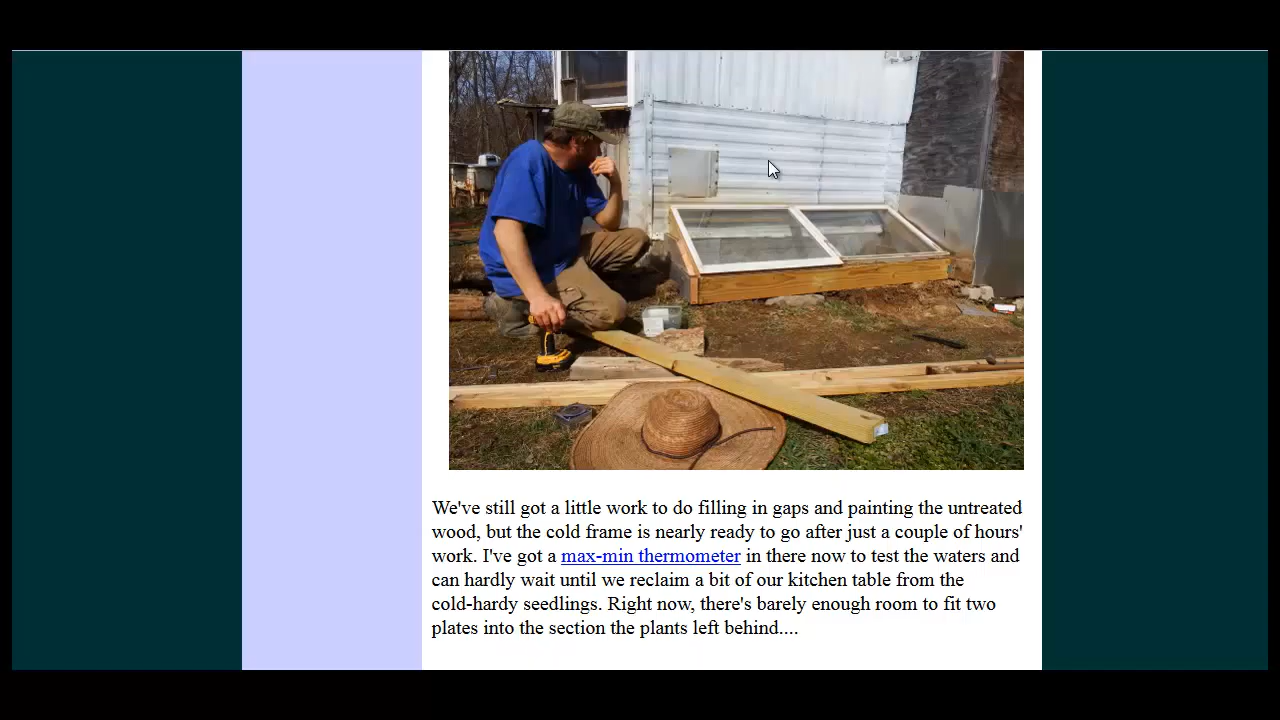 We've still got a little work to do filling in gaps and painting the untreated
wood, but the cold frame is nearly ready to go after just a couple of hours'
work. I've got a max-min thermometer in there now to test the waters and
can hardly wait until we reclaim a bit of our kitchen table from the
cold-hardy seedlings. Right now, there's barely enough room to fit two
plates into the section the plants left behind....